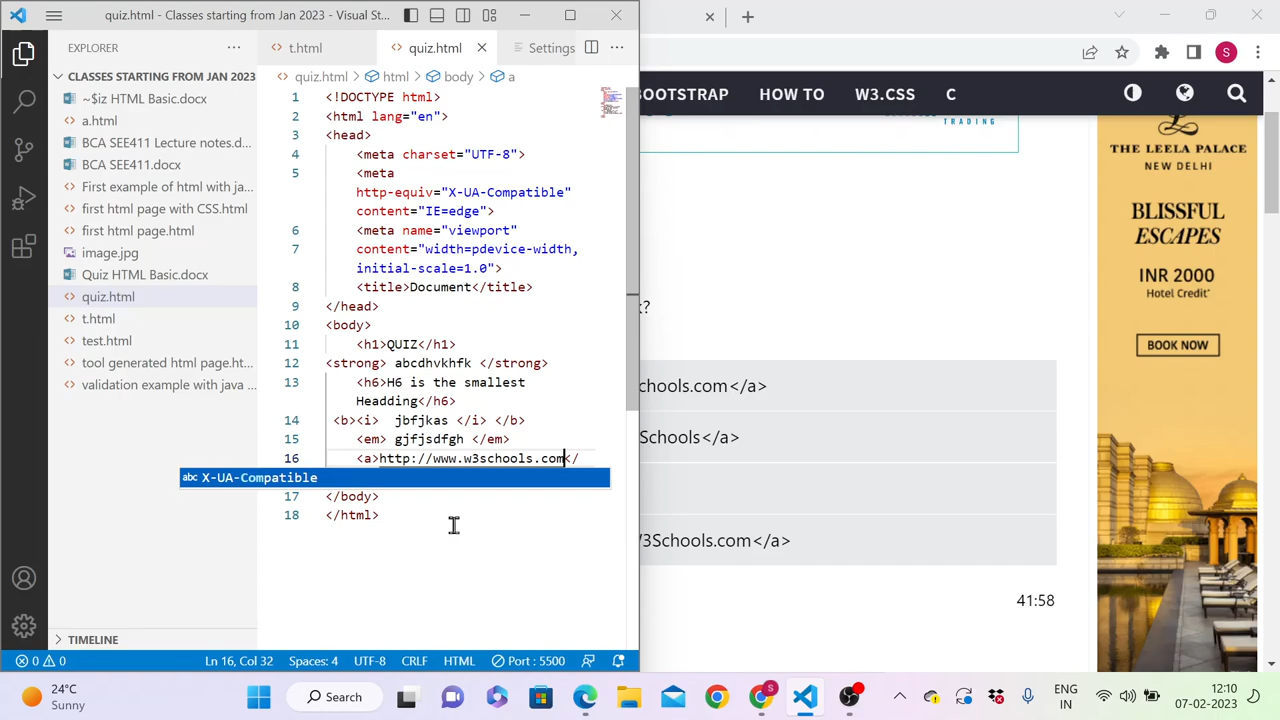 quiz.html - Classes starting from Jan 2023 - Visual St...
EXPLORER
t.html
quiz.html
Settings
CLASSES STARTING FROM JAN 2023
~$iz HTML Basic.docx
a.html
BCA SEE411 Lecture notes.d...
BCA SEE411.docx
First example of html with ja...
first html page with CSS.html
first html page.html
image.jpg
Quiz HTML Basic.docx
quiz.html
t.html
test.html
tool generated html page.ht...
validation example with java ...
TIMELINE
quiz.html > html > body > a
1 <!DOCTYPE html>
2 <html lang="en">
3 <head>
4 <meta charset="UTF-8">
5 <meta
http-equiv="X-UA-Compatible"
content="IE=edge">
6 <meta name="viewport"
7 content="width=pdevice-width,
initial-scale=1.0">
8 <title>Document</title>
9 </head>
10 <body>
11 <h1>QUIZ</h1>
12 <strong> abcdhvkhfk </strong>
13 <h6>H6 is the smallest
Headding</h6>
14 <b><i> jbfjkas </i> </b>
15 <em> gjfjsdfgh </em>
16 <a>http://www.w3schools.com</
abc X-UA-Compatible
17 </body>
18 </html>
0 0
Ln 16, Col 32
Spaces: 4
UTF-8
CRLF
HTML
Port : 5500
S
BOOTSTRAP
HOW TO
W3.CSS
C
TRADING
k?
chools.com</a>
Schools</a>
W3Schools.com</a>
41:58
THE LEELA PALACE
NEW DELHI
BLISSFUL
ESCAPES
INR 2000
Hotel Credit*
BOOK NOW
24°C
Sunny
Search
S
ENG
IN
12:10
07-02-2023